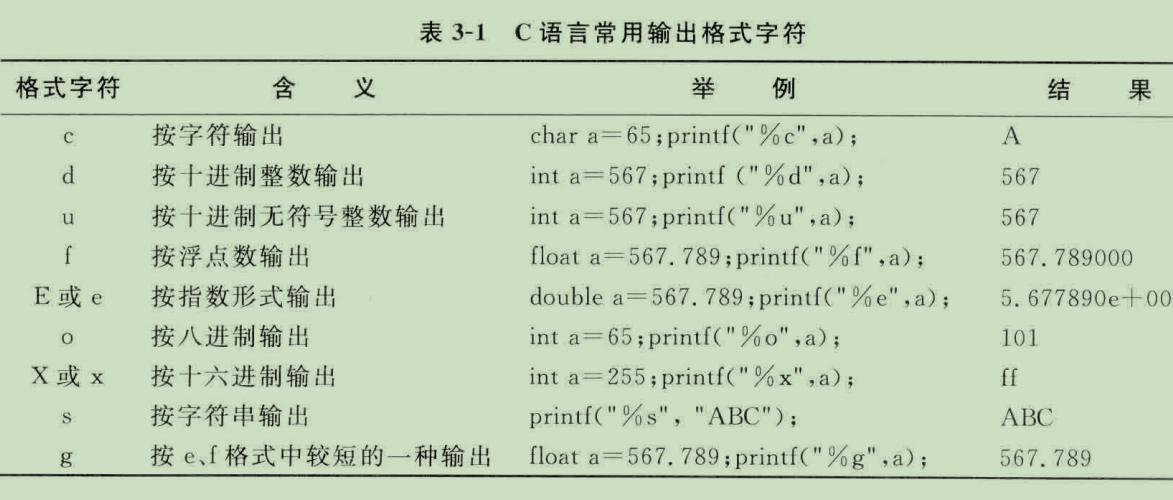 表 3-1 C 语言常用输出格式字符
格式字符 含 义 举 例 结 果
c 按字符输出 char a=65;printf("%c",a); A
d 按十进制整数输出 int a=567;printf ("%d",a); 567
u 按十进制无符号整数输出 int a=567;printf("%u",a); 567
f 按浮点数输出 float a=567.789;printf("%f",a); 567.789000
E 或 e 按指数形式输出 double a=567.789;printf("%e",a); 5.677890e+00
o 按八进制输出 int a=65;printf("%o",a); 101
X 或 x 按十六进制输出 int a=255;printf("%x",a); ff
s 按字符串输出 printf("%s", "ABC"); ABC
g 按 e、f 格式中较短的一种输出 float a=567.789;printf("%g",a); 567.789